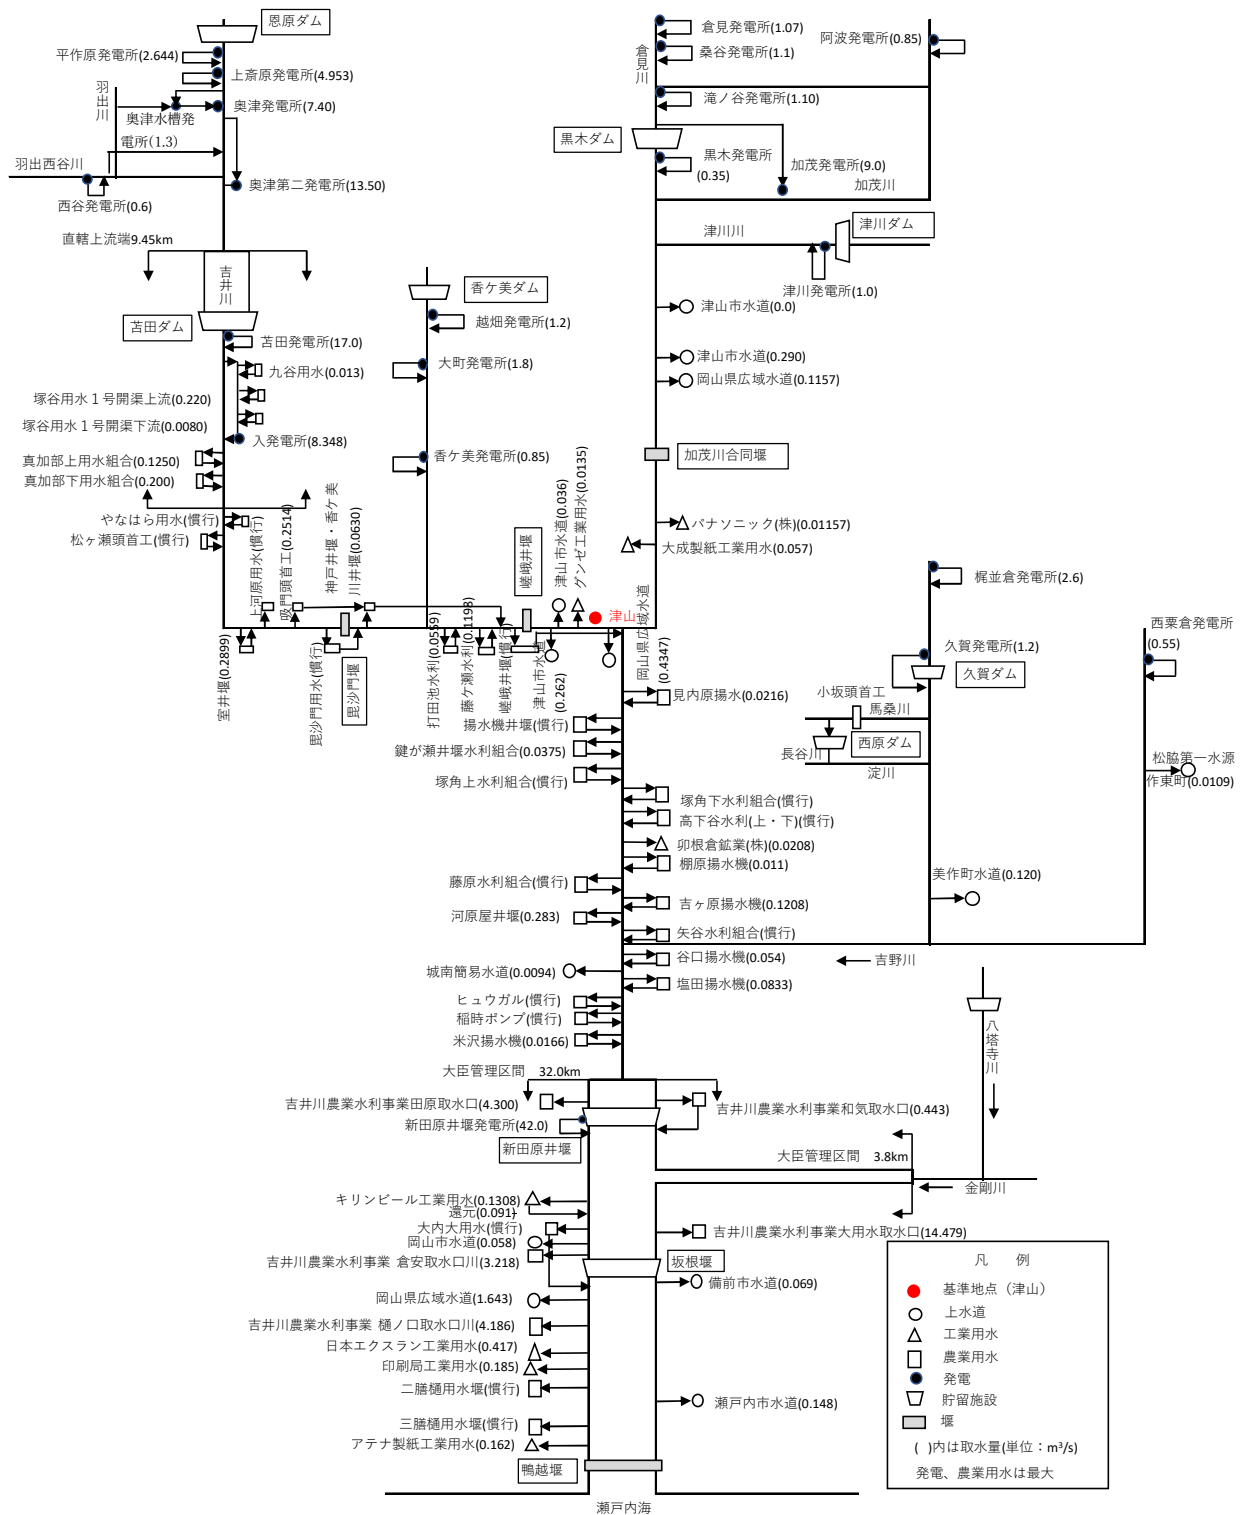 恩原ダム
平作原発電所(2.644)
上斎原発電所(4.953)
羽出川
奥津発電所(7.40)
奥津水槽発
電所(1.3)
羽出西谷川
奥津第二発電所(13.50)
西谷発電所(0.6)
直轄上流端9.45km
吉井川
苫田ダム
苫田発電所(17.0)
九谷用水(0.013)
塚谷用水１号開渠上流(0.220)
塚谷用水１号開渠下流(0.0080)
入発電所(8.348)
真加部上用水組合(0.1250)
真加部下用水組合(0.200)
やなはら用水(慣行)
松ヶ瀬頭首工(慣行)
香ケ美ダム
越畑発電所(1.2)
大町発電所(1.8)
香ケ美発電所(0.85)
倉見川
倉見発電所(1.07)
桑谷発電所(1.1)
阿波発電所(0.85)
滝ノ谷発電所(1.10)
黒木ダム
黒木発電所
(0.35)
加茂発電所(9.0)
加茂川
津川ダム
津川川
津川発電所(1.0)
津山市水道(0.0)
津山市水道(0.290)
岡山県広域水道(0.1157)
加茂川合同堰
パナソニック(株)(0.01157)
大成製紙工業用水(0.057)
上河原用水(慣行)
吸門頭首工(0.2514)
神戸井堰・香ケ美
川井堰(0.0630)
嵯峨井堰
津山市水道(0.036)
グンゼ工業用水(0.0135)
津山
室井堰(0.2899)
毘沙門用水(慣行)
毘沙門堰
打田池水利(0.0559)
藤ケ瀬水利(0.1198)
嵯峨井堰(慣行)
津山市水道
(0.262)
岡山県広域水道
(0.4347)
見内原揚水(0.0216)
揚水機井堰(慣行)
鍵が瀬井堰水利組合(0.0375)
塚角上水利組合(慣行)
塚角下水利組合(慣行)
高下谷水利(上・下)(慣行)
卯根倉鉱業(株)(0.0208)
棚原揚水機(0.011)
藤原水利組合(慣行)
吉ヶ原揚水機(0.1208)
河原屋井堰(0.283)
矢谷水利組合(慣行)
谷口揚水機(0.054)
城南簡易水道(0.0094)
塩田揚水機(0.0833)
ヒュウガル(慣行)
稲時ポンプ(慣行)
米沢揚水機(0.0166)
梶並倉発電所(2.6)
久賀発電所(1.2)
久賀ダム
小坂頭首工
馬桑川
長谷川
西原ダム
淀川
西粟倉発電所
(0.55)
松脇第一水源
作東町(0.0109)
美作町水道(0.120)
吉野川
八塔寺川
大臣管理区間　32.0km
吉井川農業水利事業田原取水口(4.300)
吉井川農業水利事業和気取水口(0.443)
新田原井堰発電所(42.0)
新田原井堰
大臣管理区間　3.8km
金剛川
キリンビール工業用水(0.1308)
還元(0.091)
大内大用水(慣行)
岡山市水道(0.058)
吉井川農業水利事業大用水取水口(14.479)
吉井川農業水利事業 倉安取水口川(3.218)
坂根堰
備前市水道(0.069)
岡山県広域水道(1.643)
吉井川農業水利事業 樋ノ口取水口川(4.186)
日本エクスラン工業用水(0.417)
印刷局工業用水(0.185)
二膳樋用水堰(慣行)
瀬戸内市水道(0.148)
三膳樋用水堰(慣行)
アテナ製紙工業用水(0.162)
鴨越堰
瀬戸内海
凡　例
基準地点（津山）
上水道
工業用水
農業用水
発電
貯留施設
堰
(　)内は取水量(単位：m³/s)
発電、農業用水は最大